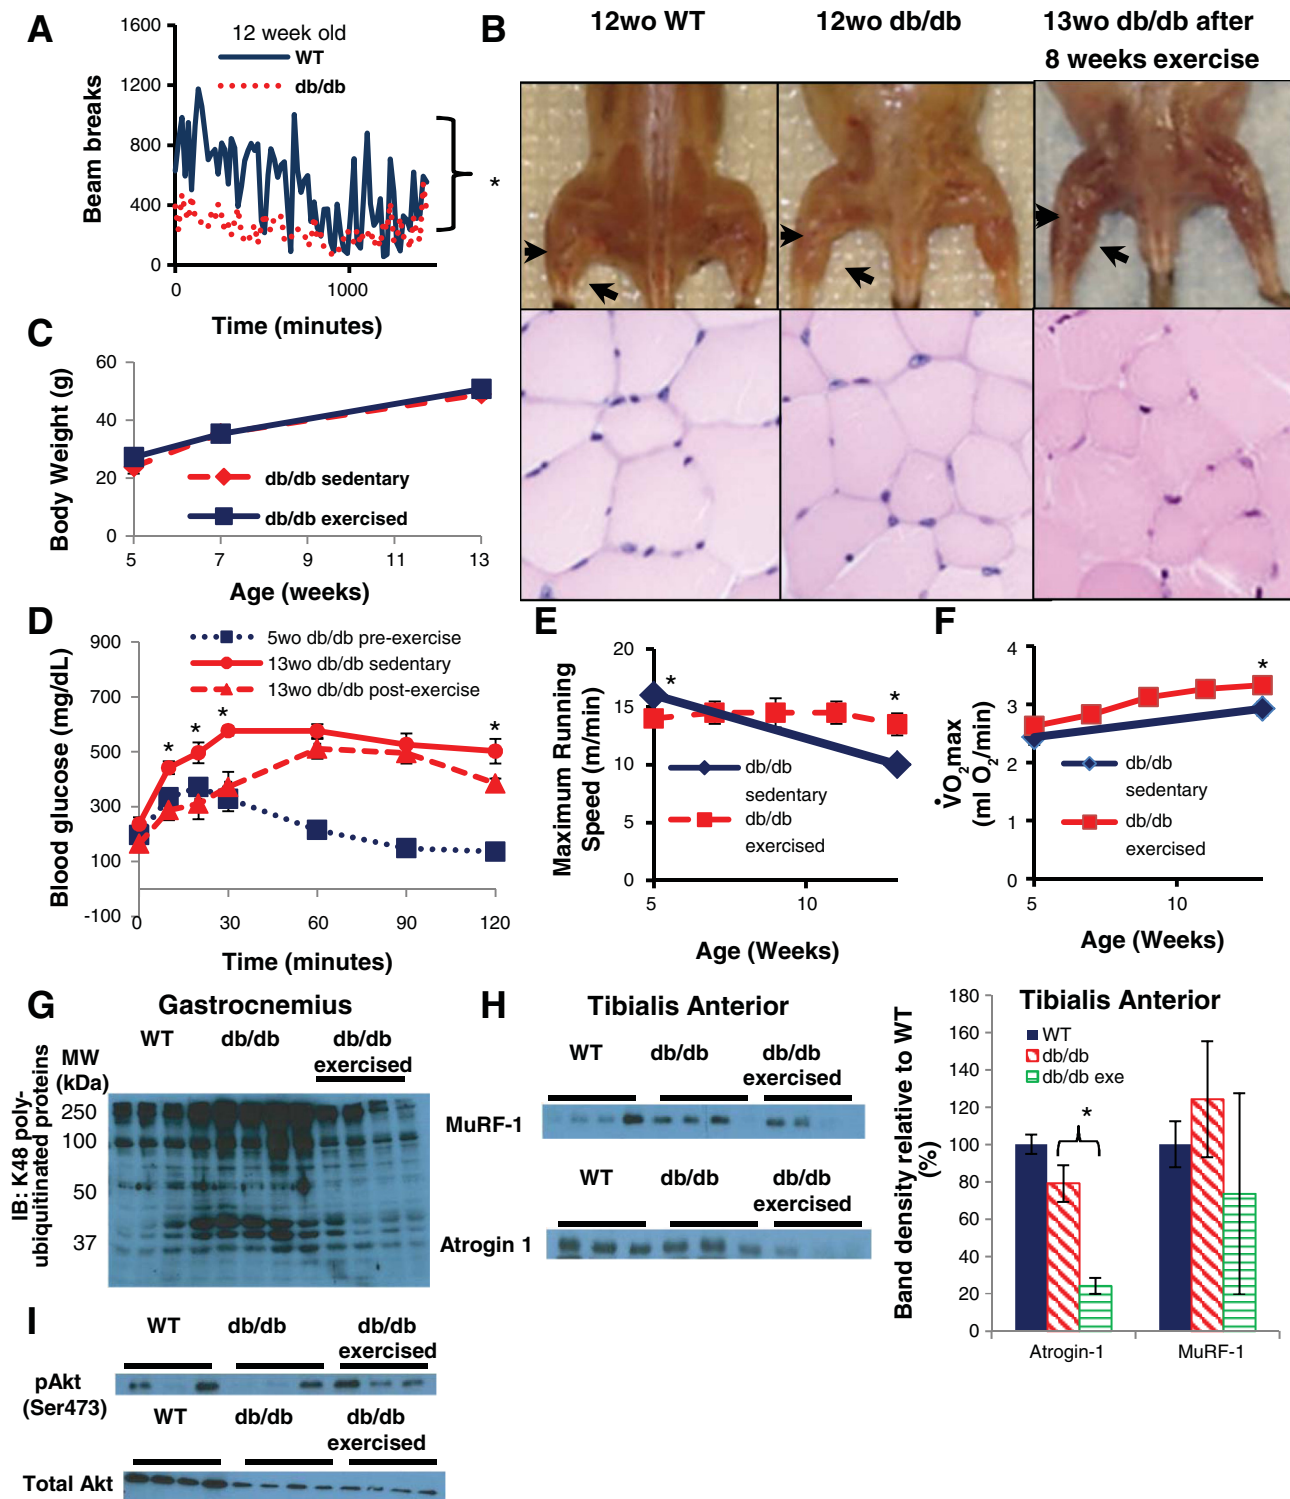 A
1600
1200
800
400
0
Beam breaks
12 week old
WT
db/db
*
0
1000
Time (minutes)
B
12wo WT
12wo db/db
13wo db/db after
8 weeks exercise
C
60
40
20
0
Body Weight (g)
db/db sedentary
db/db exercised
5
7
9
11
13
Age (weeks)
D
900
700
500
300
100
-100
Blood glucose (mg/dL)
5wo db/db pre-exercise
13wo db/db sedentary
13wo db/db post-exercise
*
*
*
*
0
30
60
90
120
Time (minutes)
E
20
15
10
5
0
Maximum Running
Speed (m/min)
*
*
db/db
sedentary
db/db
exercised
5
10
Age (Weeks)
F
4
3
2
1
0
V̇O2max
(ml O2/min)
*
db/db
sedentary
db/db
exercised
5
10
Age (Weeks)
G
Gastrocnemius
WT
db/db
db/db
exercised
MW
(kDa)
250
100
50
37
IB: K48 poly-
ubiquitinated proteins
H
Tibialis Anterior
WT
db/db
db/db
exercised
MuRF-1
WT
db/db
db/db
exercised
Atrogin 1
Tibialis Anterior
180
160
140
120
100
80
60
40
20
0
Band density relative to WT
(%)
WT
db/db
db/db exe
*
Atrogin-1
MuRF-1
I
WT
db/db
db/db
exercised
pAkt
(Ser473)
WT
db/db
db/db
exercised
Total Akt